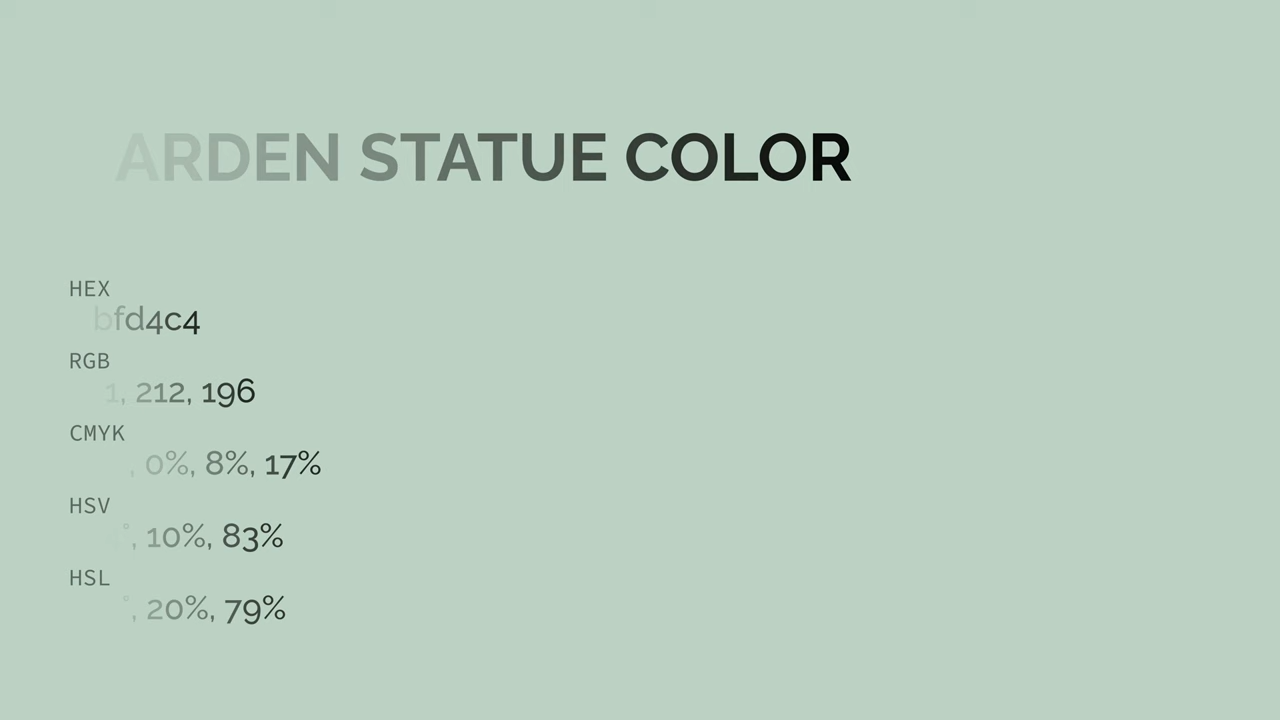 ARDEN STATUE COLOR
HEX
bfd4c4
RGB
1, 212, 196
CMYK
, 0%, 8%, 17%
HSV
°, 10%, 83%
HSL
°, 20%, 79%